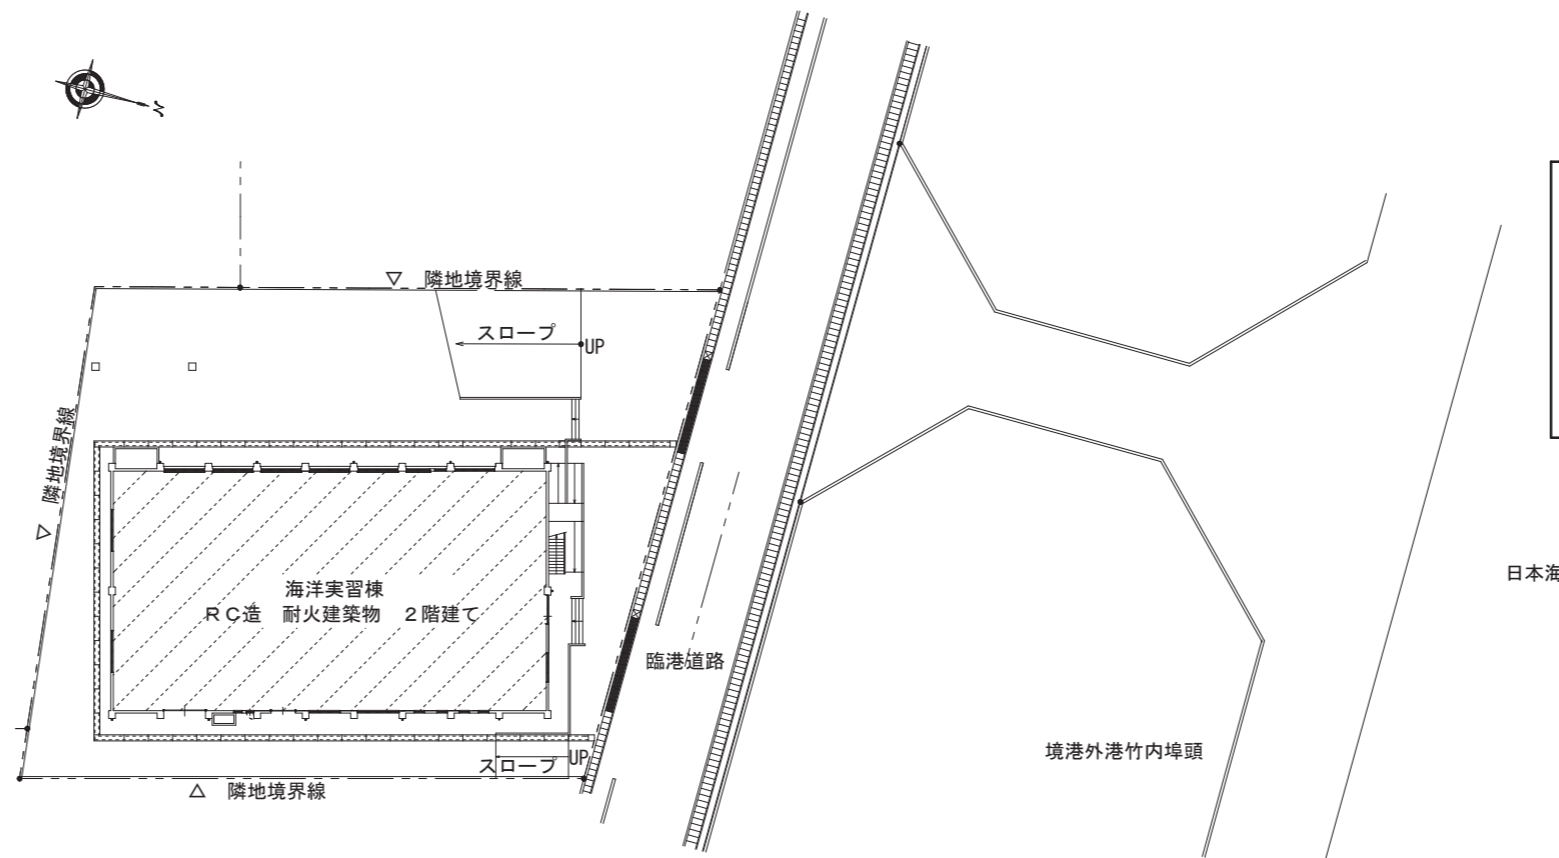 N
▽ 隣地境界線
スロープ
UP
▽ 隣地境界線
海洋実習棟
RC造 耐火建築物 2階建て
臨港道路
日本海
境港外港竹内埠頭
スロープ
UP
△ 隣地境界線